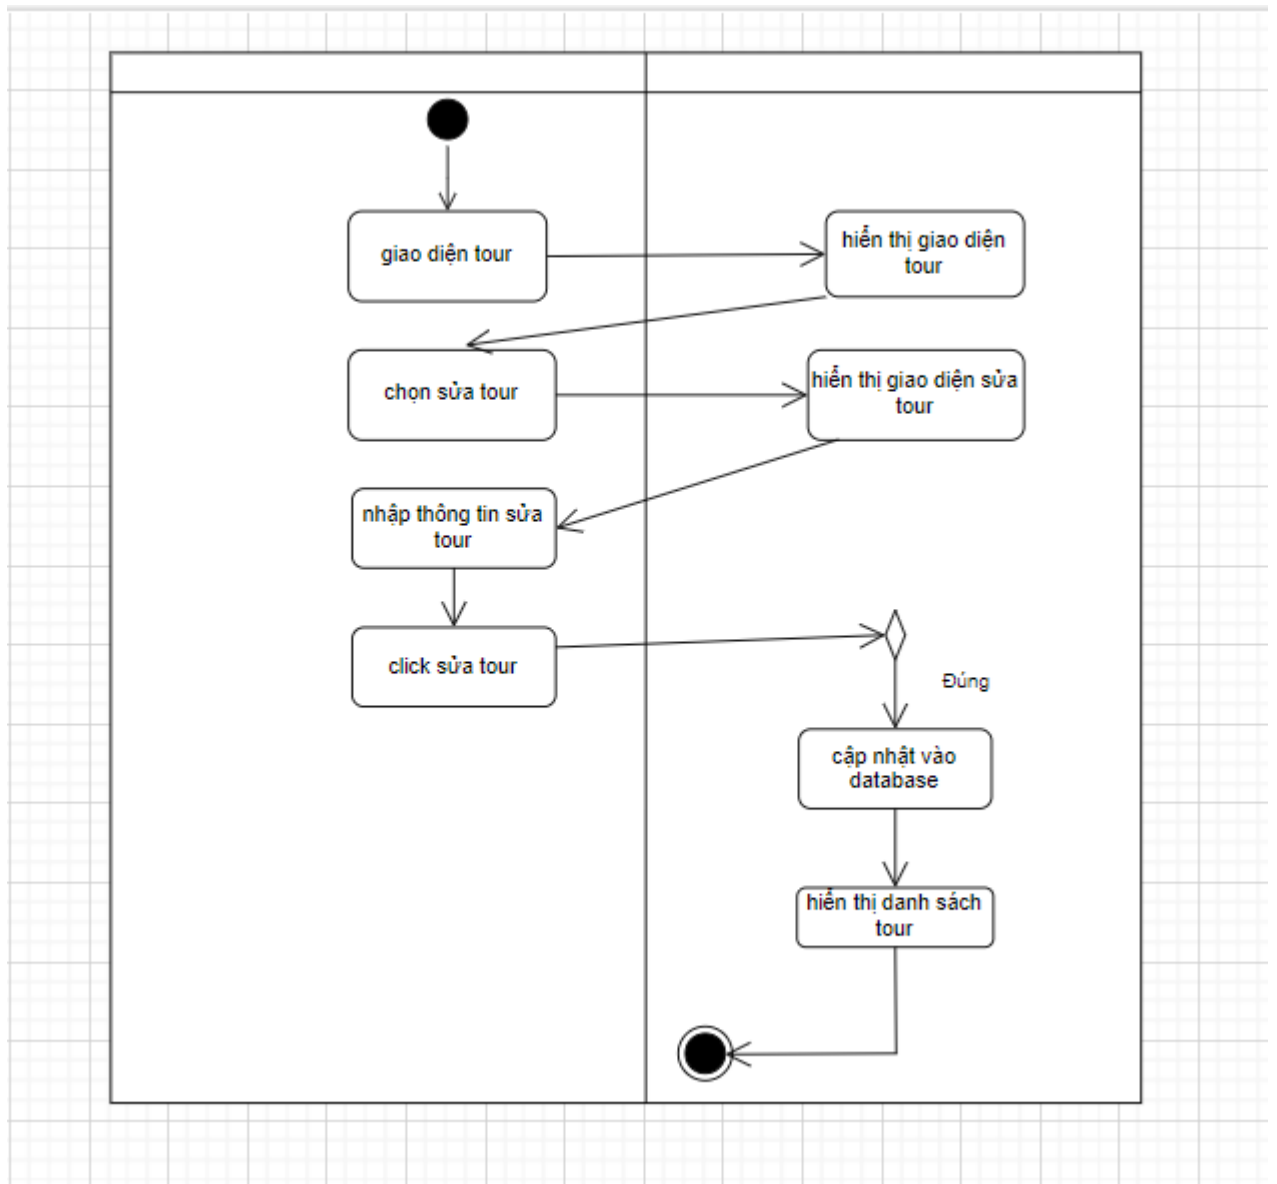 giao diện tour
hiển thị giao diện
tour
chọn sửa tour
hiển thị giao diện sửa
tour
nhập thông tin sửa
tour
click sửa tour
Đúng
cập nhật vào
database
hiển thị danh sách
tour